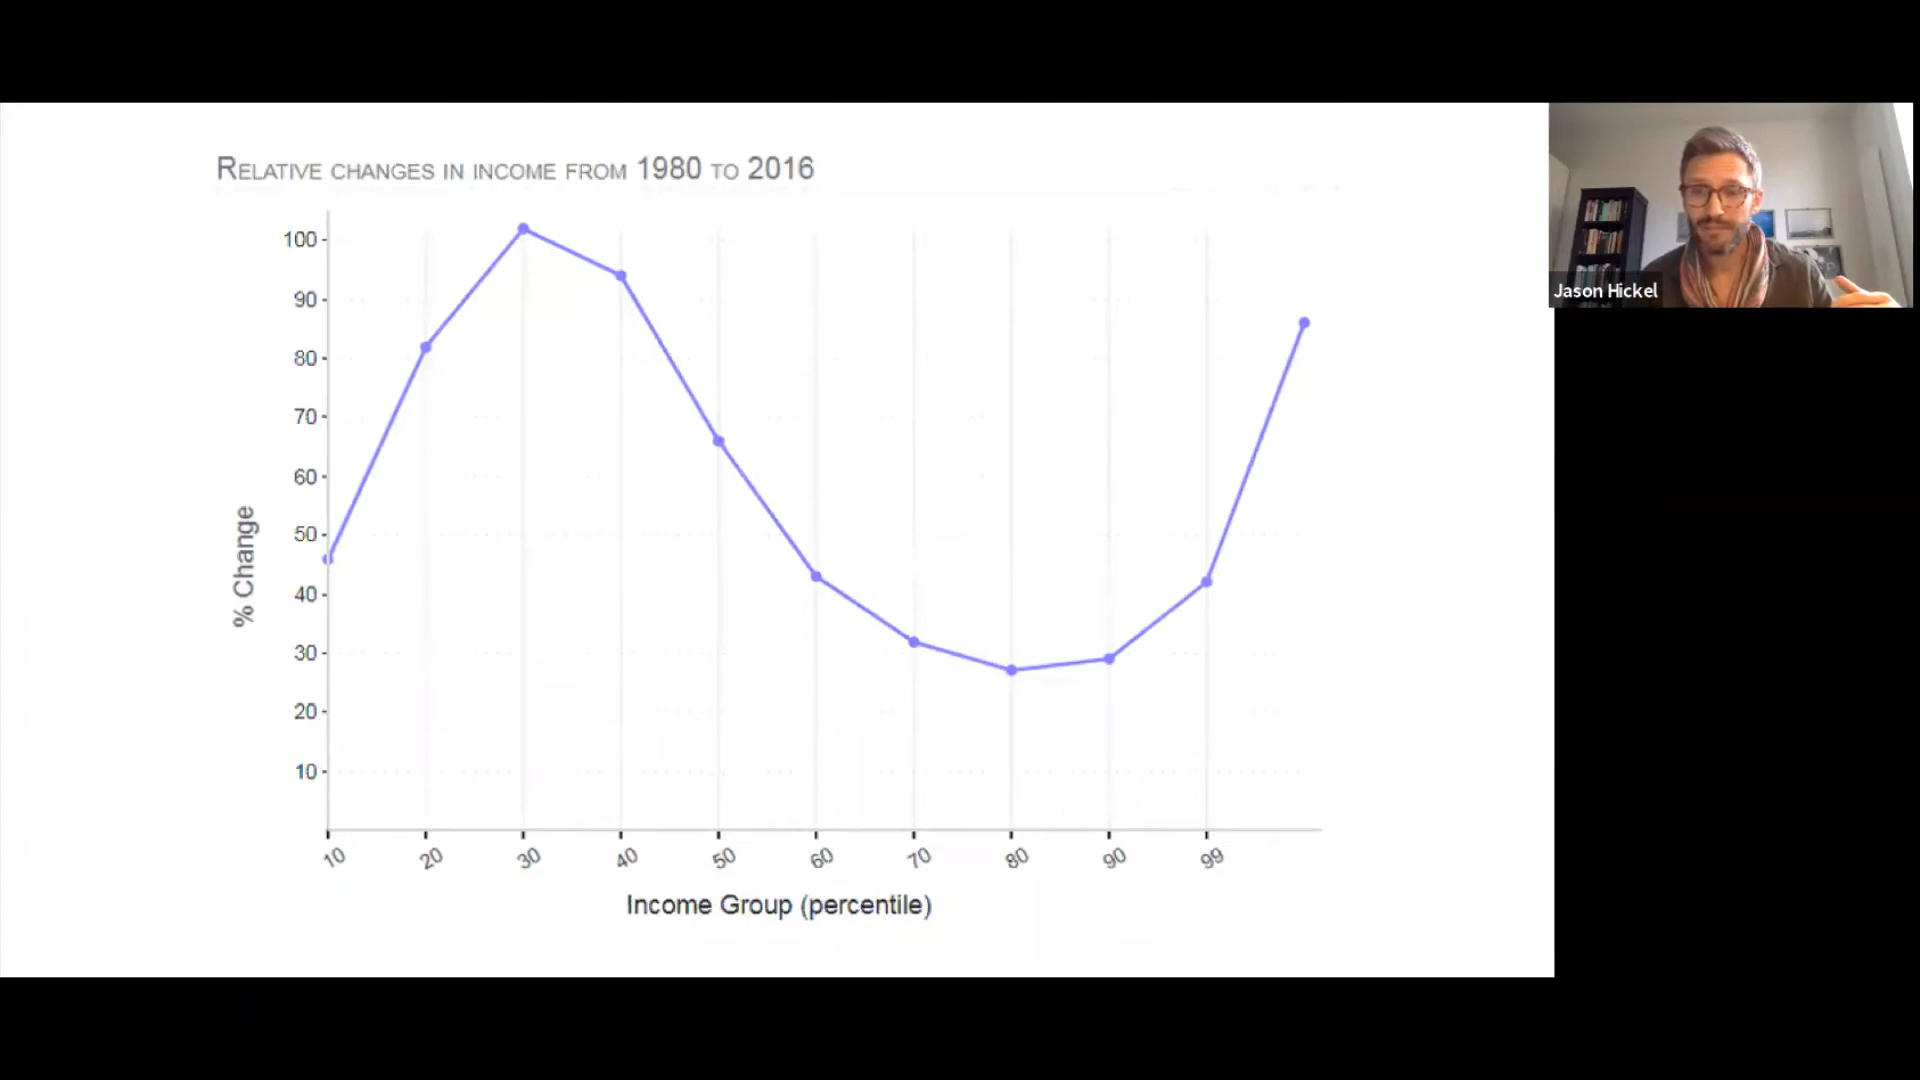 RELATIVE CHANGES IN INCOME FROM 1980 TO 2016
100
90
80
70
60
50
40
30
20
10
% Change
10 20 30 40 50 60 70 80 90 99
Income Group (percentile)
Jason Hickel